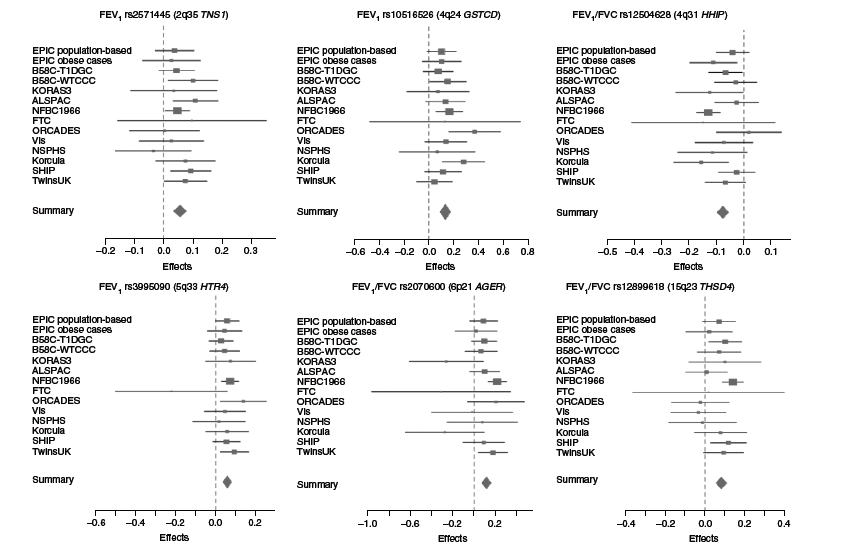 FEV1 rs2571445 (2q35 TNS1)
EPIC population-based
EPIC obese cases
B58C-T1DGC
B58C-WTCCC
KORAS3
ALSPAC
NFBC1966
FTC
ORCADES
Vis
NSPHS
Korcula
SHIP
TwinsUK
Summary
−0.2 −0.1 0.0 0.1 0.2 0.3
Effects
FEV1 rs10516526 (4q24 GSTCD)
EPIC population-based
EPIC obese cases
B58C-T1DGC
B58C-WTCCC
KORAS3
ALSPAC
NFBC1966
FTC
ORCADES
Vis
NSPHS
Korcula
SHIP
TwinsUK
Summary
−0.6 −0.2 0.0 0.2 0.4 0.6 0.8
Effects
FEV1/FVC rs12504628 (4q31 HHIP)
EPIC population-based
EPIC obese cases
B58C-T1DGC
B58C-WTCCC
KORAS3
ALSPAC
NFBC1966
FTC
ORCADES
Vis
NSPHS
Korcula
SHIP
TwinsUK
Summary
−0.5 −0.4 −0.3 −0.2 −0.1 0.0 0.1
Effects
FEV1 rs3995090 (5q33 HTR4)
EPIC population-based
EPIC obese cases
B58C-T1DGC
B58C-WTCCC
KORAS3
ALSPAC
NFBC1966
FTC
ORCADES
Vis
NSPHS
Korcula
SHIP
TwinsUK
Summary
−0.6 −0.4 −0.2 0.0 0.2
Effects
FEV1/FVC rs2070600 (6p21 AGER)
EPIC population-based
EPIC obese cases
B58C-T1DGC
B58C-WTCCC
KORAS3
ALSPAC
NFBC1966
FTC
ORCADES
Vis
NSPHS
Korcula
SHIP
TwinsUK
Summary
−1.0 −0.6 −0.2 0.2
Effects
FEV1/FVC rs12899618 (15q23 THSD4)
EPIC population-based
EPIC obese cases
B58C-T1DGC
B58C-WTCCC
KORAS3
ALSPAC
NFBC1966
FTC
ORCADES
Vis
NSPHS
Korcula
SHIP
TwinsUK
Summary
−0.4 −0.2 0.0 0.2 0.4
Effects